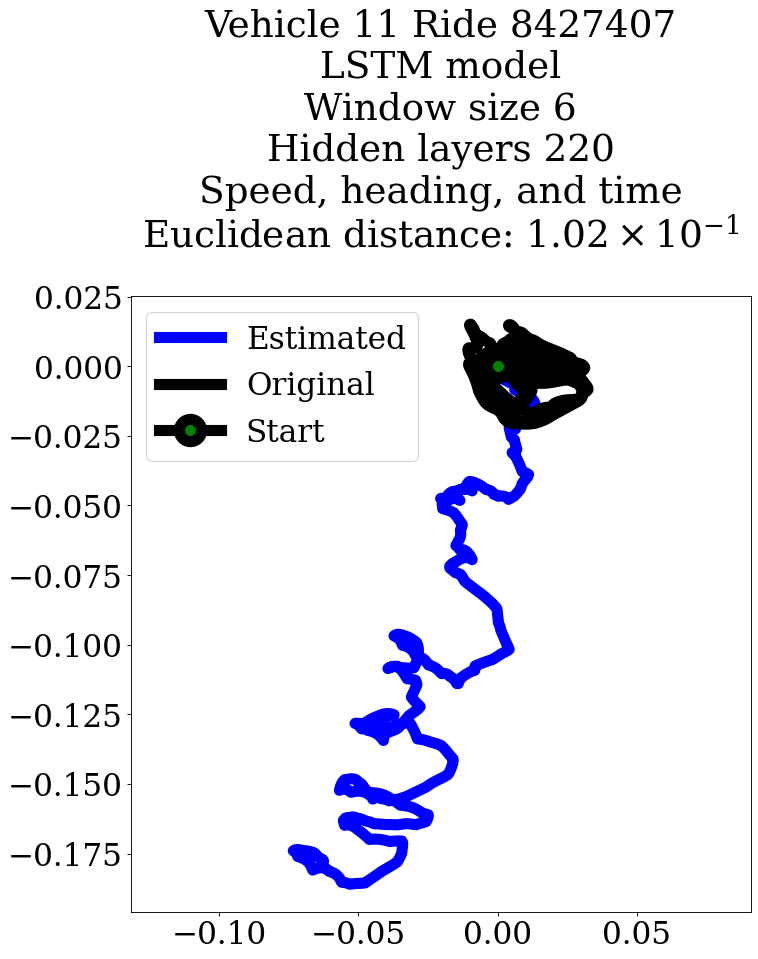 Vehicle 11 Ride 8427407
LSTM model
Window size 6
Hidden layers 220
Speed, heading, and time
Euclidean distance: 1.02 × 10⁻¹
0.025
0.000
−0.025
−0.050
−0.075
−0.100
−0.125
−0.150
−0.175
Estimated
Original
Start
−0.10
−0.05
0.00
0.05